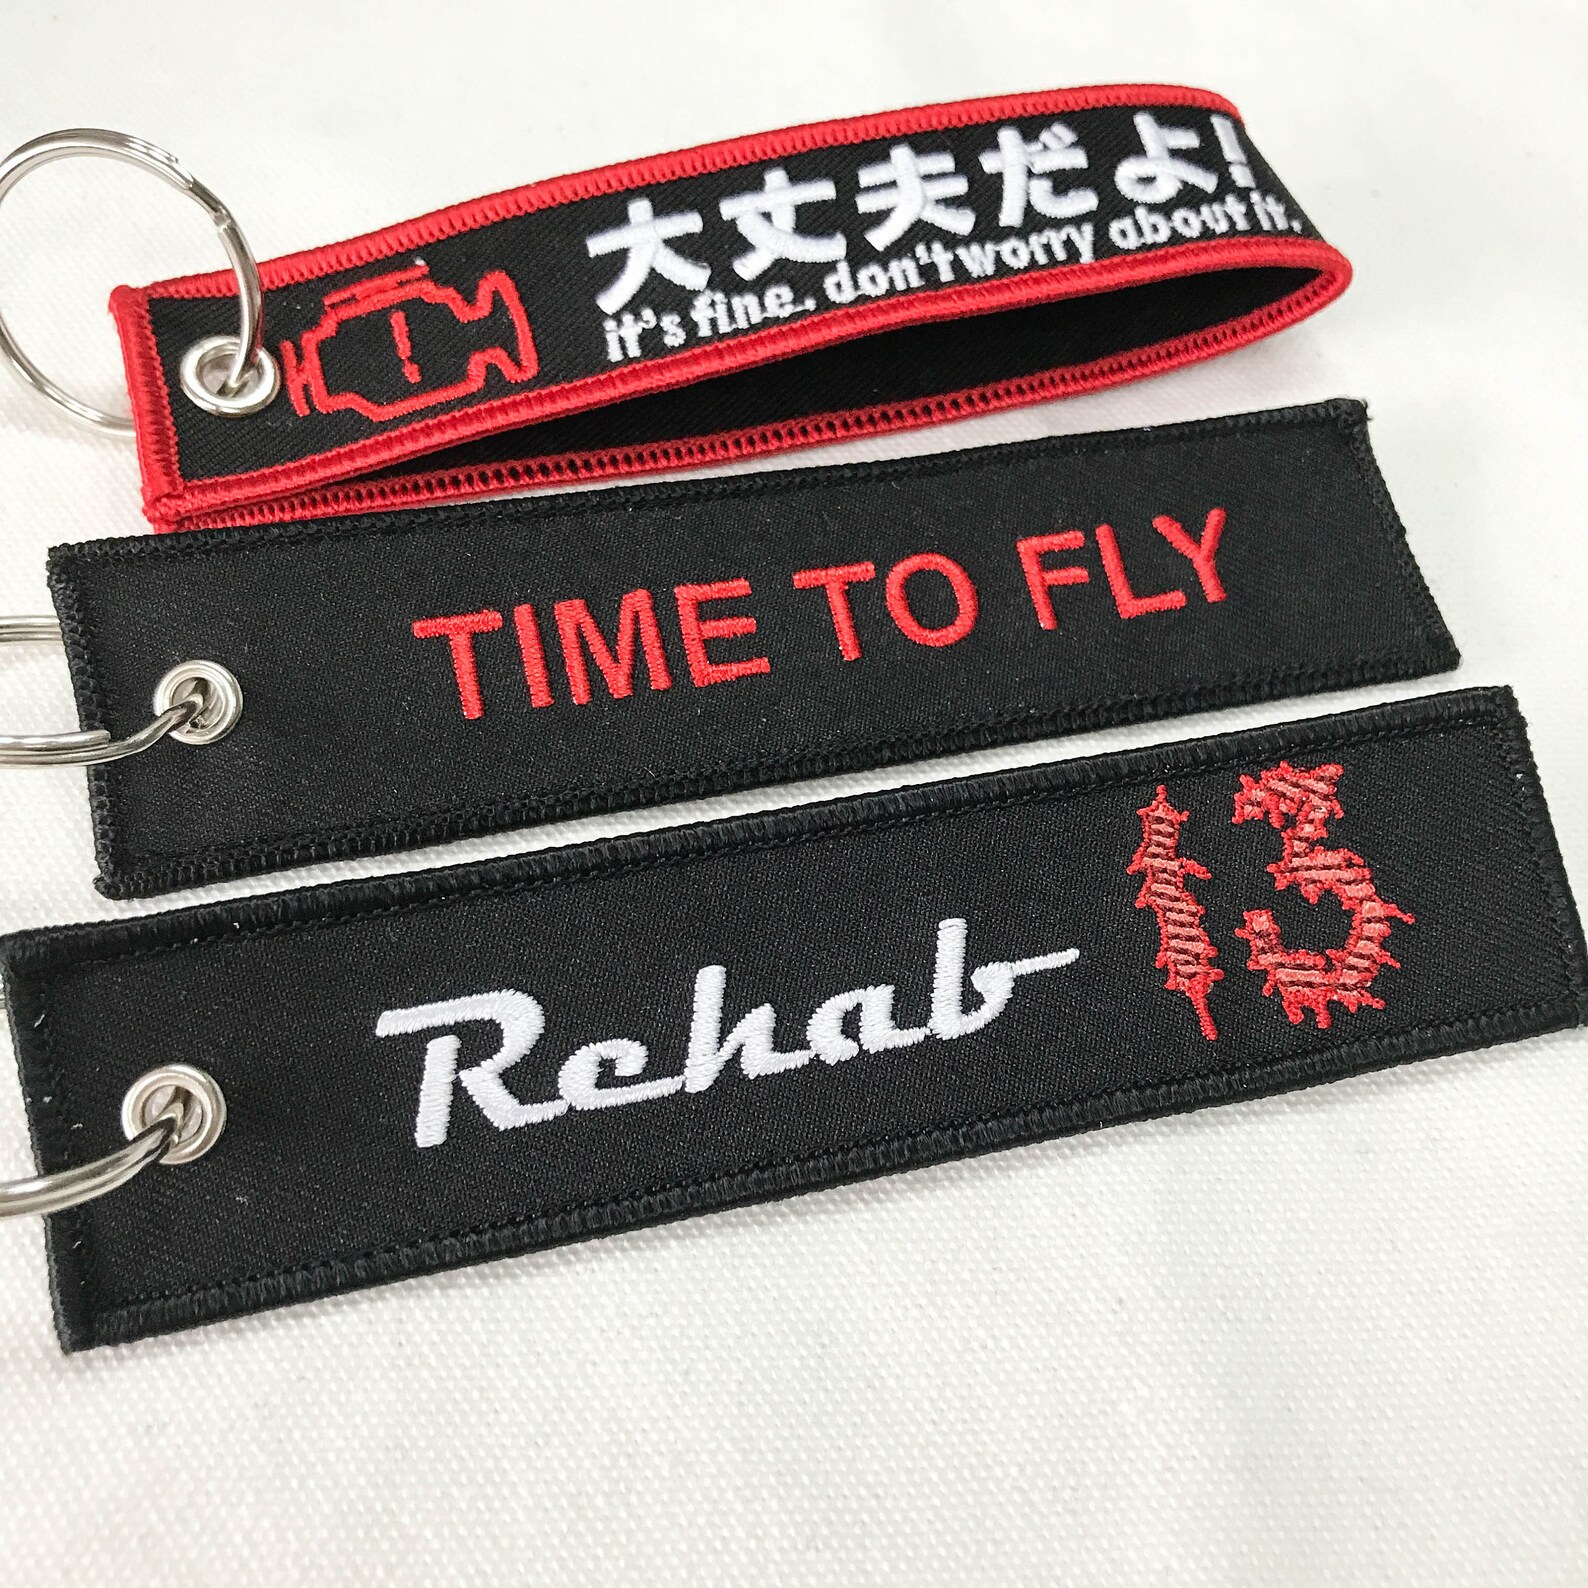 大丈夫だよ!
it's fine. don't worry about it.
TIME TO FLY
Rehab 13